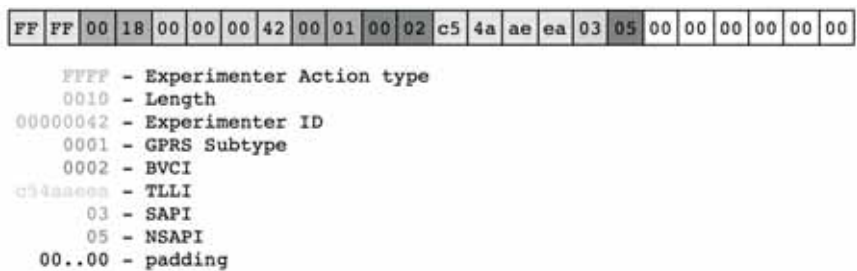 FF FF 00 18 00 00 00 42 00 01 00 02 c5 4a ae ea 03 05 00 00 00 00 00 00
FFFF - Experimenter Action type
0010 - Length
00000042 - Experimenter ID
0001 - GPRS Subtype
0002 - BVCI
c54aaeea - TLLI
03 - SAPI
05 - NSAPI
00..00 - padding